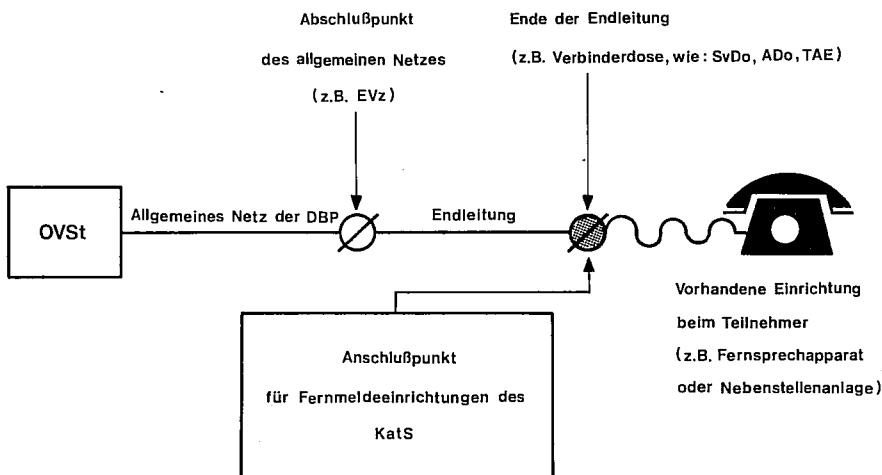 Abschlußpunkt
des allgemeinen Netzes
(z.B. EVz)
Ende der Endleitung
(z.B. Verbinderdose, wie: SvDo, ADo, TAE)
OVSt
Allgemeines Netz der DBP
Endleitung
Vorhandene Einrichtung
beim Teilnehmer
(z.B. Fernsprechapparat
oder Nebenstellenanlage)
Anschlußpunkt
für Fernmeldeeinrichtungen des
KatS